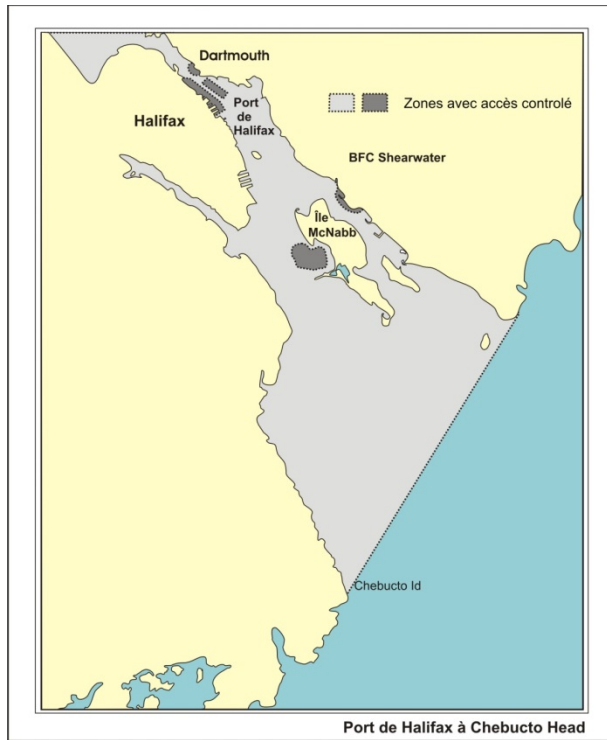 Dartmouth
Port
de
Halifax
Halifax
Zones avec accès controlé
BFC Shearwater
Île
McNabb
Chebucto Id
Port de Halifax à Chebucto Head